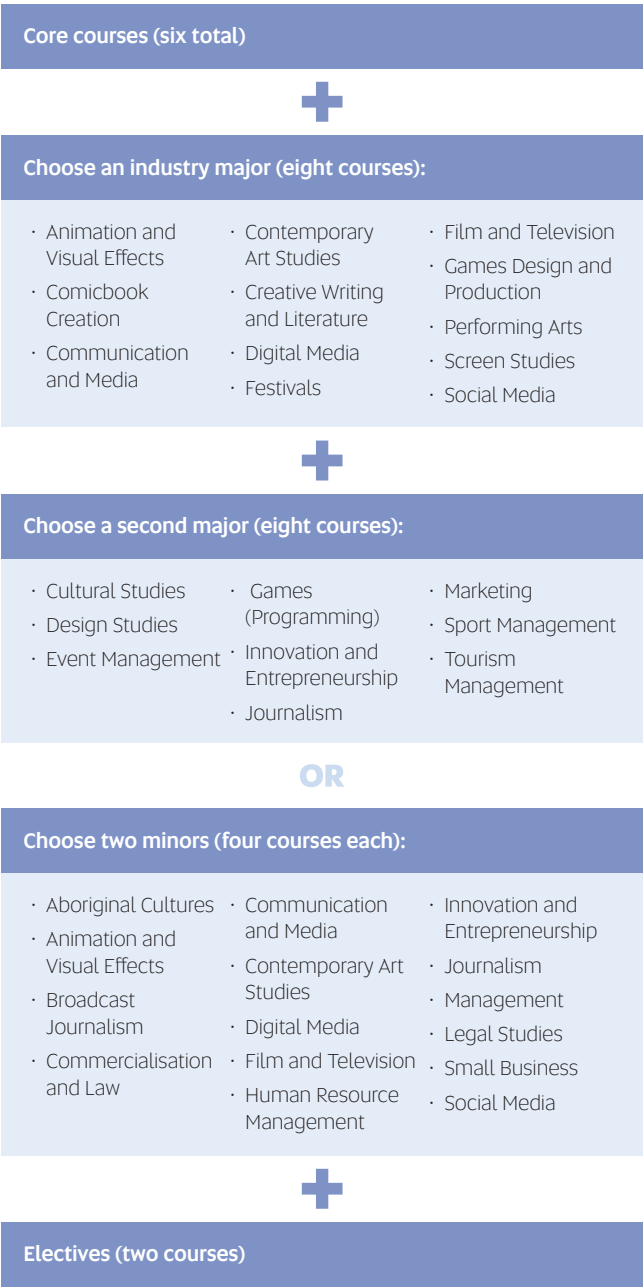 Core courses (six total)
+
Choose an industry major (eight courses):
· Animation and
Visual Effects
· Comicbook
Creation
· Communication
and Media
· Contemporary
Art Studies
· Creative Writing
and Literature
· Digital Media
· Festivals
· Film and Television
· Games Design and
Production
· Performing Arts
· Screen Studies
· Social Media
+
Choose a second major (eight courses):
· Cultural Studies
· Design Studies
· Event Management
· Games
(Programming)
· Innovation and
Entrepreneurship
· Journalism
· Marketing
· Sport Management
· Tourism
Management
OR
Choose two minors (four courses each):
· Aboriginal Cultures
· Animation and
Visual Effects
· Broadcast
Journalism
· Commercialisation
and Law
· Communication
and Media
· Contemporary Art
Studies
· Digital Media
· Film and Television
· Human Resource
Management
· Innovation and
Entrepreneurship
· Journalism
· Management
· Legal Studies
· Small Business
· Social Media
+
Electives (two courses)